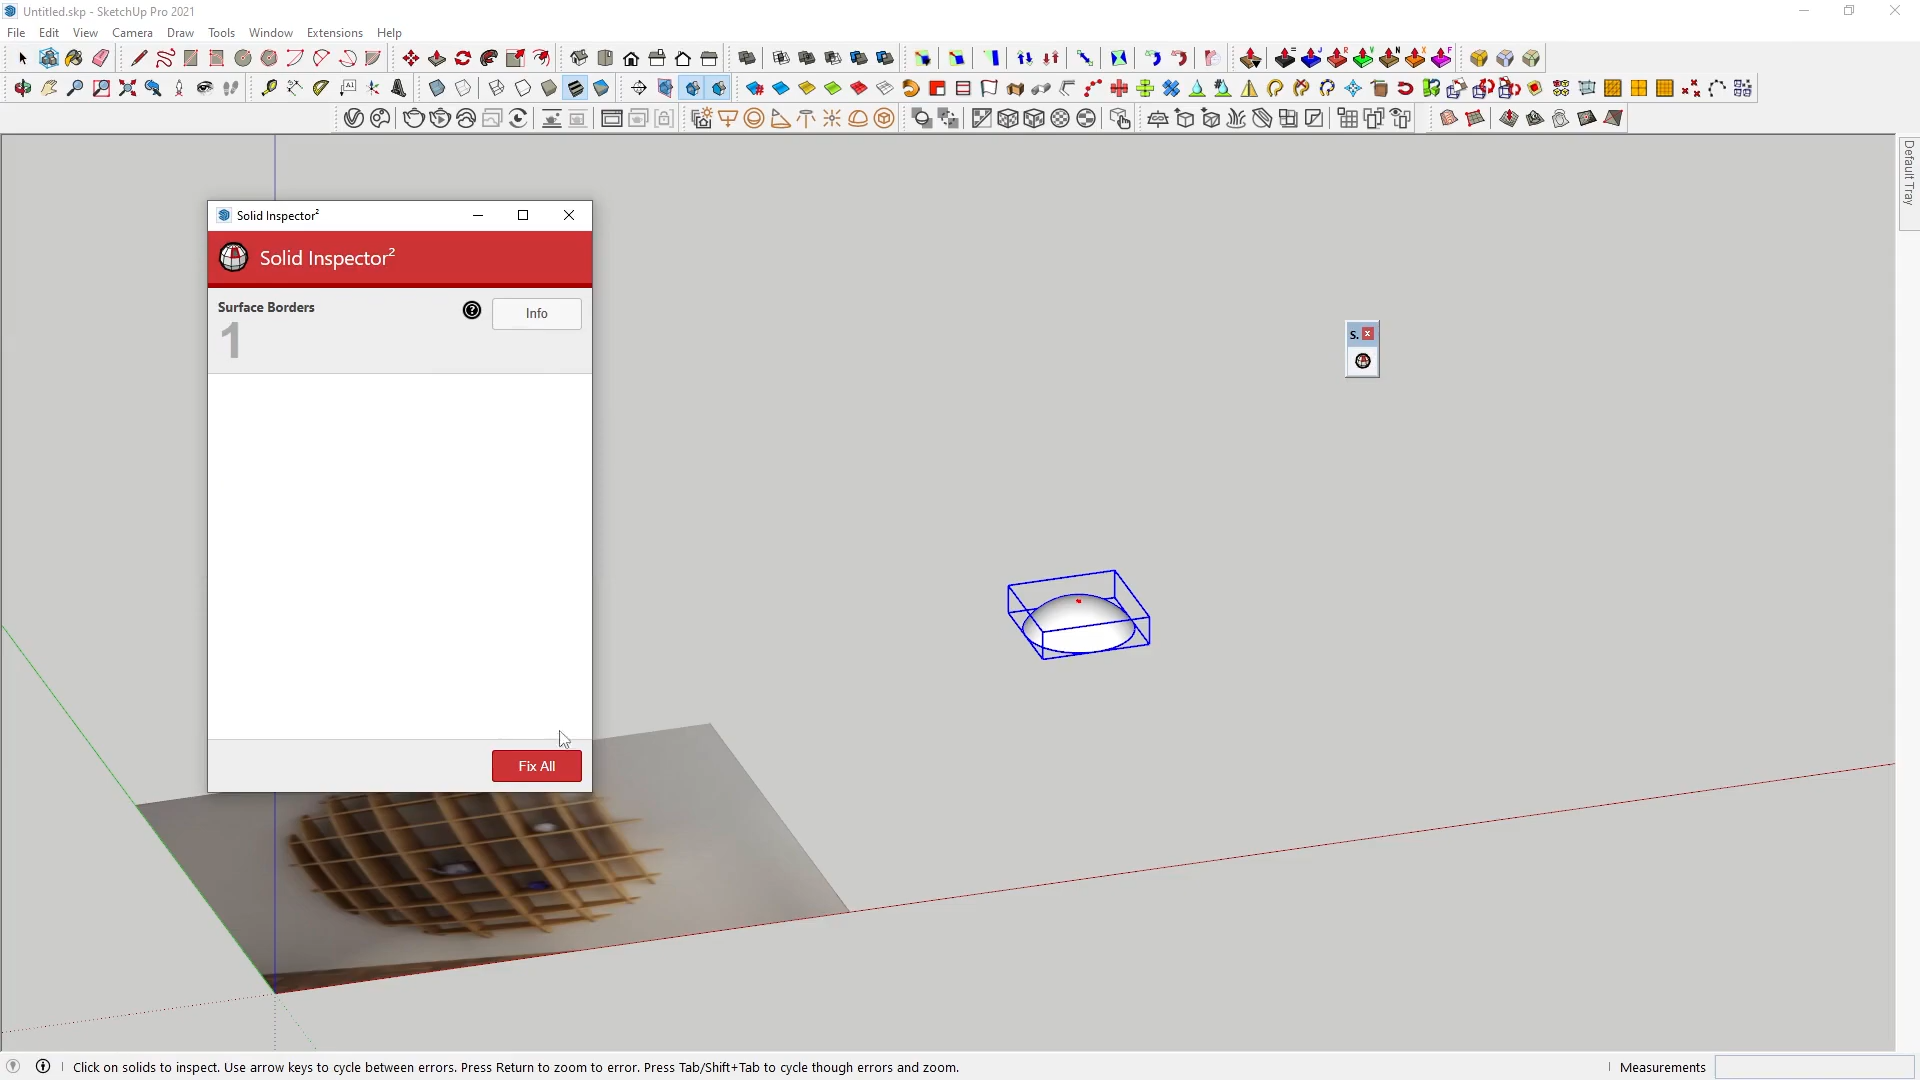 Untitled.skp - SketchUp Pro 2021
File Edit View Camera Draw Tools Window Extensions Help
Default Tray
Solid Inspector²
Solid Inspector²
Surface Borders
Info
1
S.
Fix All
Click on solids to inspect. Use arrow keys to cycle between errors. Press Return to zoom to error. Press Tab/Shift+Tab to cycle though errors and zoom.
Measurements